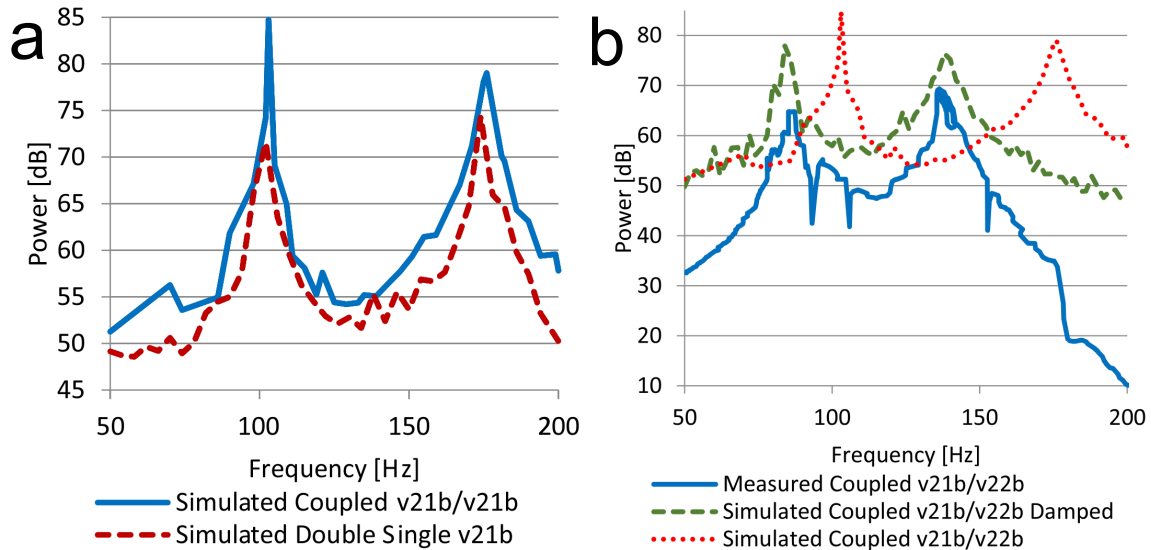 a
85
80
75
70
65
60
55
50
45
Power [dB]
50 100 150 200
Frequency [Hz]
Simulated Coupled v21b/v21b
Simulated Double Single v21b
b
80
70
60
50
40
30
20
10
Power [dB]
50 100 150 200
Frequency [Hz]
Measured Coupled v21b/v22b
Simulated Coupled v21b/v22b Damped
Simulated Coupled v21b/v22b